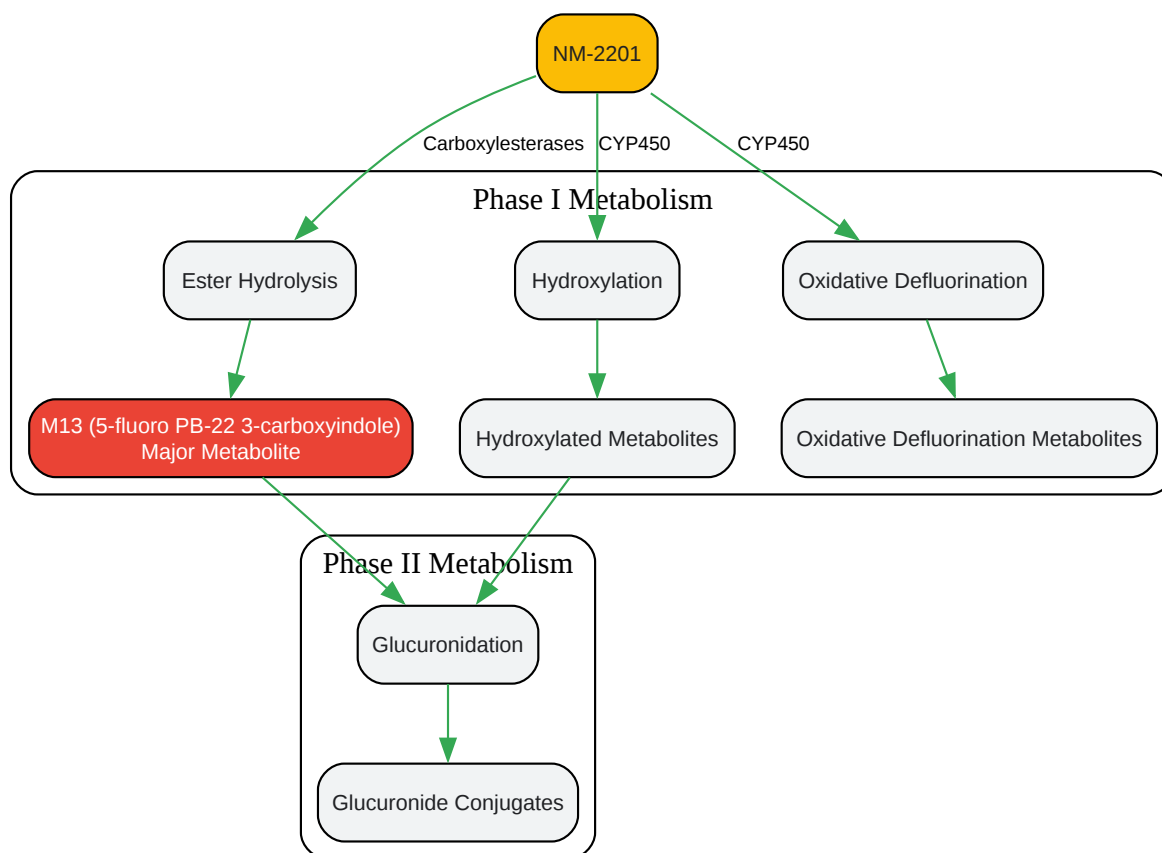 NM-2201
Carboxylesterases
CYP450
CYP450
Phase I Metabolism
Ester Hydrolysis
Hydroxylation
Oxidative Defluorination
M13 (5-fluoro PB-22 3-carboxyindole)
Major Metabolite
Hydroxylated Metabolites
Oxidative Defluorination Metabolites
Phase II Metabolism
Glucuronidation
Glucuronide Conjugates